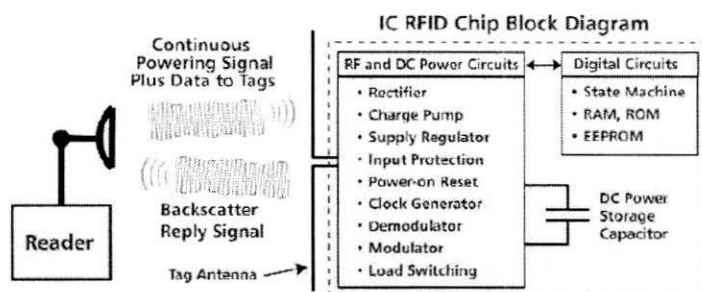 IC RFID Chip Block Diagram
Continuous
Powering Signal
Plus Data to Tags
Backscatter
Reply Signal
Reader
Tag Antenna
RF and DC Power Circuits
• Rectifier
• Charge Pump
• Supply Regulator
• Input Protection
• Power-on Reset
• Clock Generator
• Demodulator
• Modulator
• Load Switching
Digital Circuits
• State Machine
• RAM, ROM
• EEPROM
DC Power
Storage
Capacitor